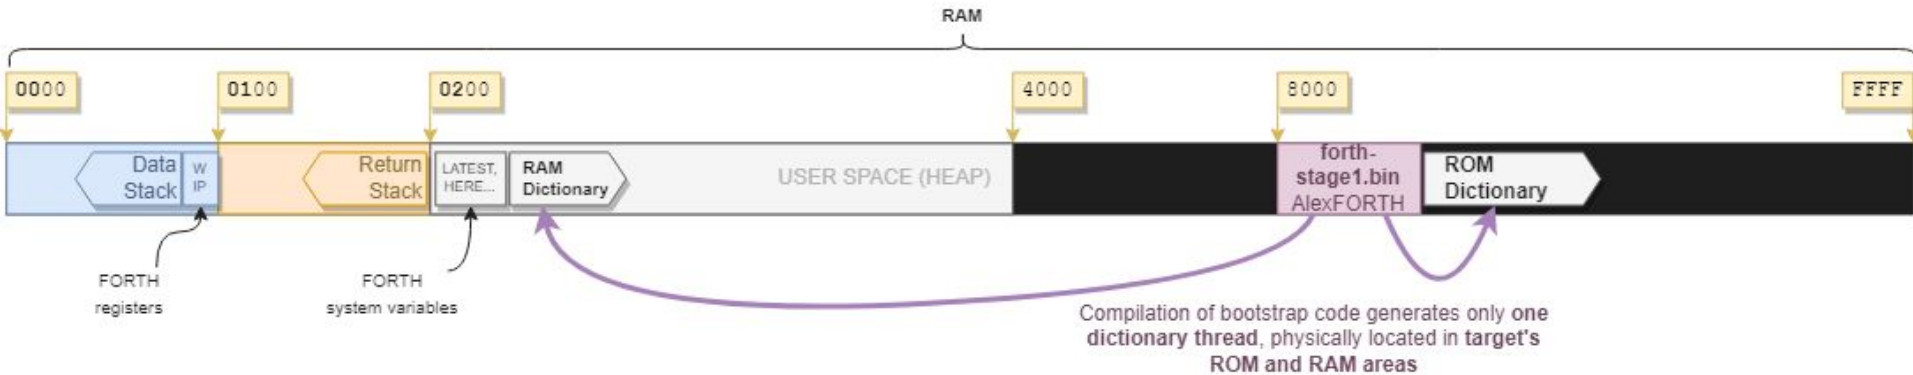 RAM
0000
0100
0200
4000
8000
FFFF
Data
Stack
W
IP
Return
Stack
LATEST,
HERE...
RAM
Dictionary
USER SPACE (HEAP)
forth-
stage1.bin
AlexFORTH
ROM
Dictionary
FORTH
registers
FORTH
system variables
Compilation of bootstrap code generates only one
dictionary thread, physically located in target's
ROM and RAM areas